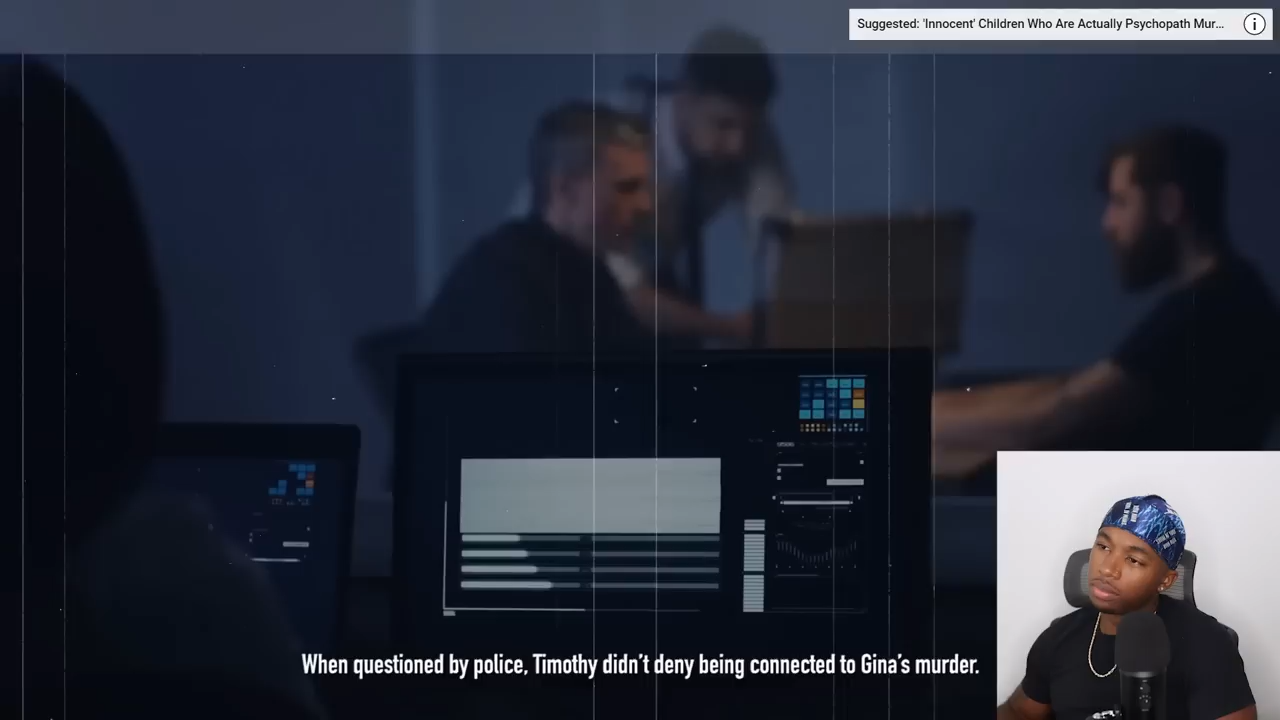 Suggested: 'Innocent' Children Who Are Actually Psychopath Mur...
When questioned by police, Timothy didn't deny being connected to Gina's murder.